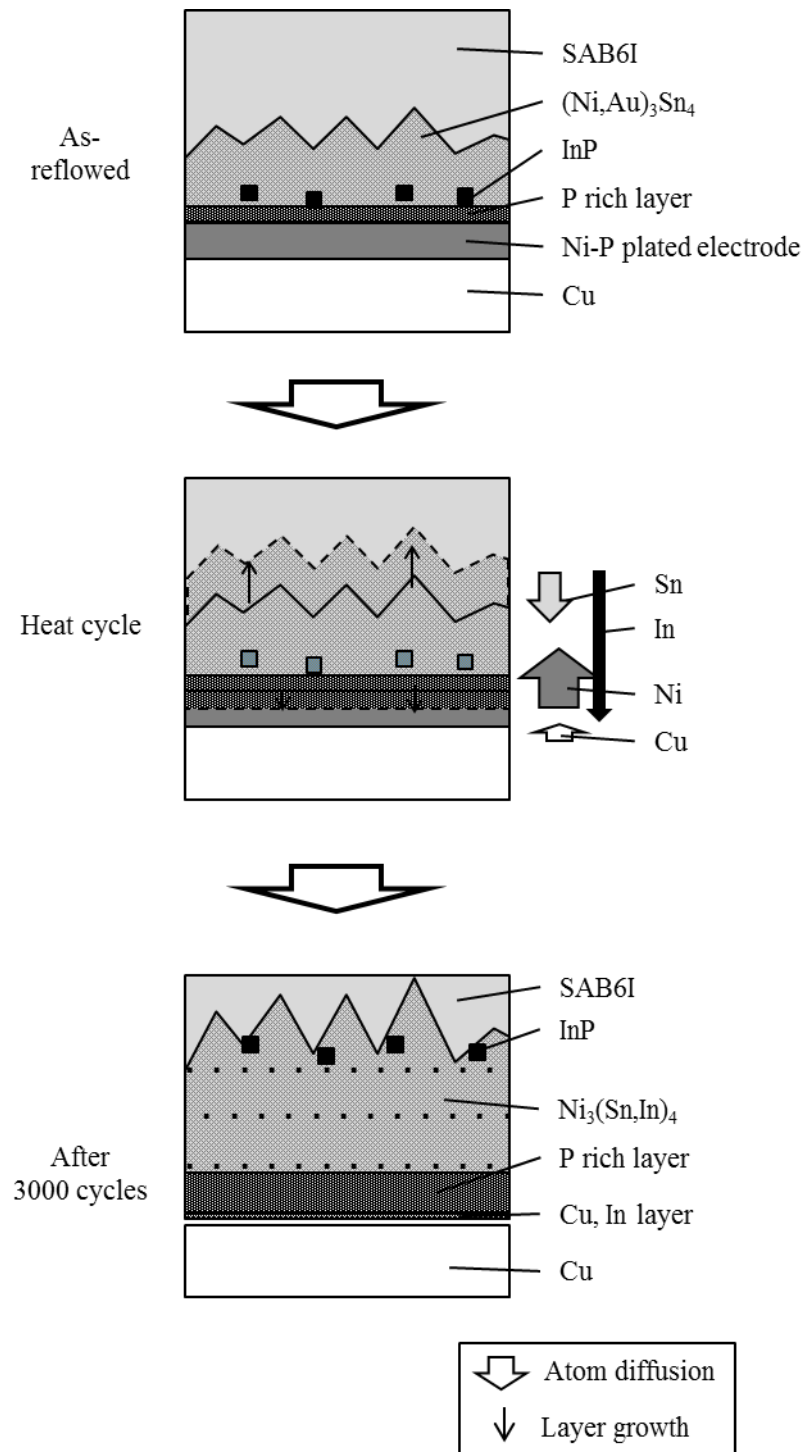 SAB6I
(Ni,Au)₃Sn₄
As-
reflowed
InP
P rich layer
Ni-P plated electrode
Cu
Heat cycle
Sn
In
Ni
Cu
SAB6I
InP
Ni₃(Sn,In)₄
After
3000 cycles
P rich layer
Cu, In layer
Cu
Atom diffusion
Layer growth